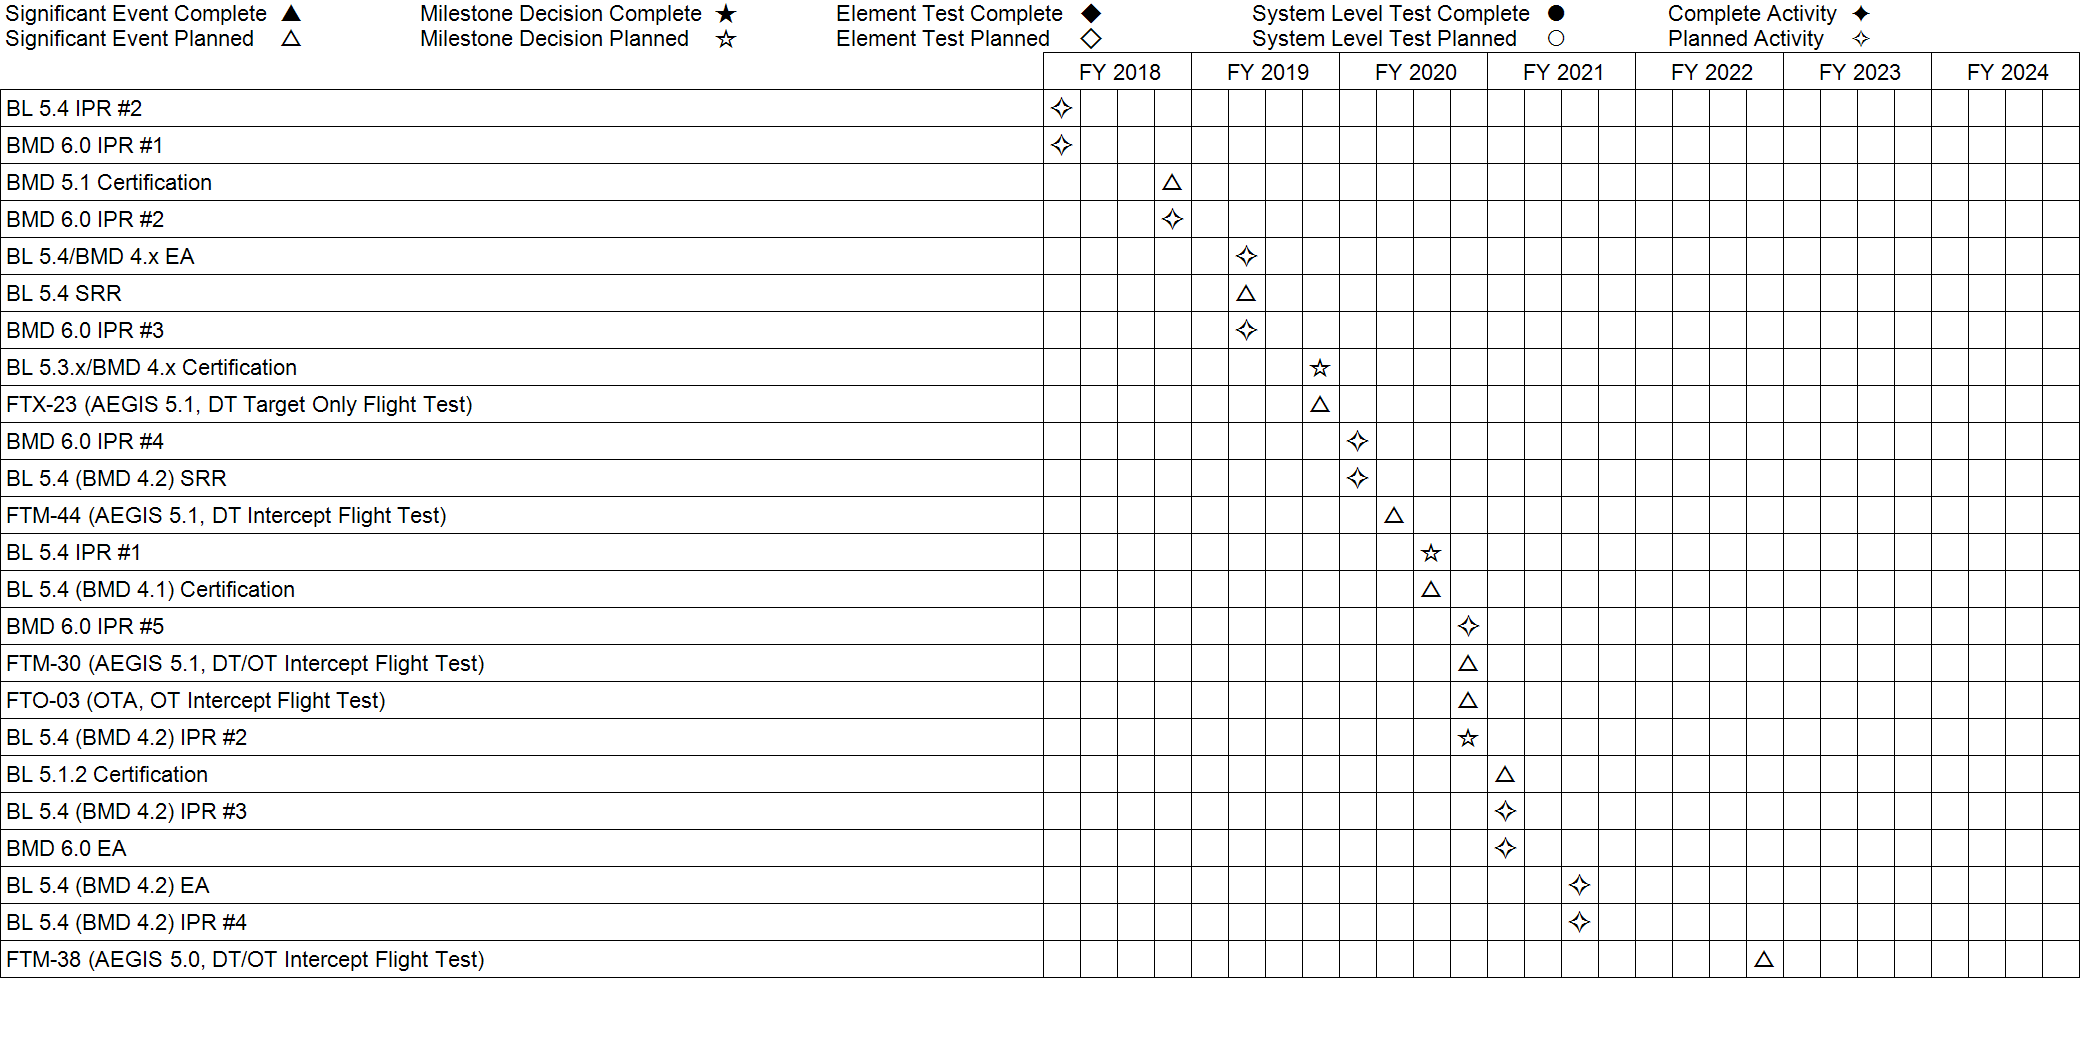 Significant Event Complete ▲ Milestone Decision Complete ★ Element Test Complete ◆ System Level Test Complete ● Complete Activity ✦
Significant Event Planned △ Milestone Decision Planned ☆ Element Test Planned ◇ System Level Test Planned ○ Planned Activity ✧
FY 2018 FY 2019 FY 2020 FY 2021 FY 2022 FY 2023 FY 2024
BL 5.4 IPR #2 ✧
BMD 6.0 IPR #1 ✧
BMD 5.1 Certification △
BMD 6.0 IPR #2 ✧
BL 5.4/BMD 4.x EA ✧
BL 5.4 SRR △
BMD 6.0 IPR #3 ✧
BL 5.3.x/BMD 4.x Certification ☆
FTX-23 (AEGIS 5.1, DT Target Only Flight Test) △
BMD 6.0 IPR #4 ✧
BL 5.4 (BMD 4.2) SRR ✧
FTM-44 (AEGIS 5.1, DT Intercept Flight Test) △
BL 5.4 IPR #1 ☆
BL 5.4 (BMD 4.1) Certification △
BMD 6.0 IPR #5 ✧
FTM-30 (AEGIS 5.1, DT/OT Intercept Flight Test) △
FTO-03 (OTA, OT Intercept Flight Test) △
BL 5.4 (BMD 4.2) IPR #2 ☆
BL 5.1.2 Certification △
BL 5.4 (BMD 4.2) IPR #3 ✧
BMD 6.0 EA ✧
BL 5.4 (BMD 4.2) EA ✧
BL 5.4 (BMD 4.2) IPR #4 ✧
FTM-38 (AEGIS 5.0, DT/OT Intercept Flight Test) △